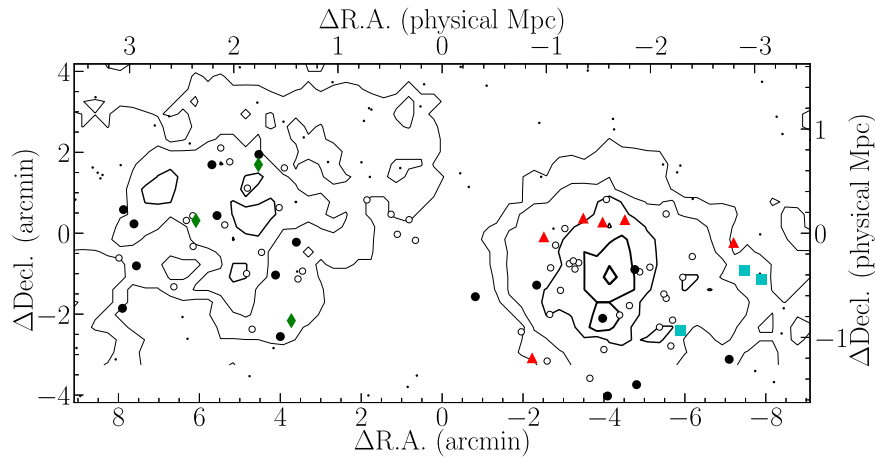 ΔR.A. (physical Mpc)
3 2 1 0 −1 −2 −3
4
2
0
−2
−4
ΔDecl. (arcmin)
1
0
−1
ΔDecl. (physical Mpc)
8 6 4 2 0 −2 −4 −6 −8
ΔR.A. (arcmin)